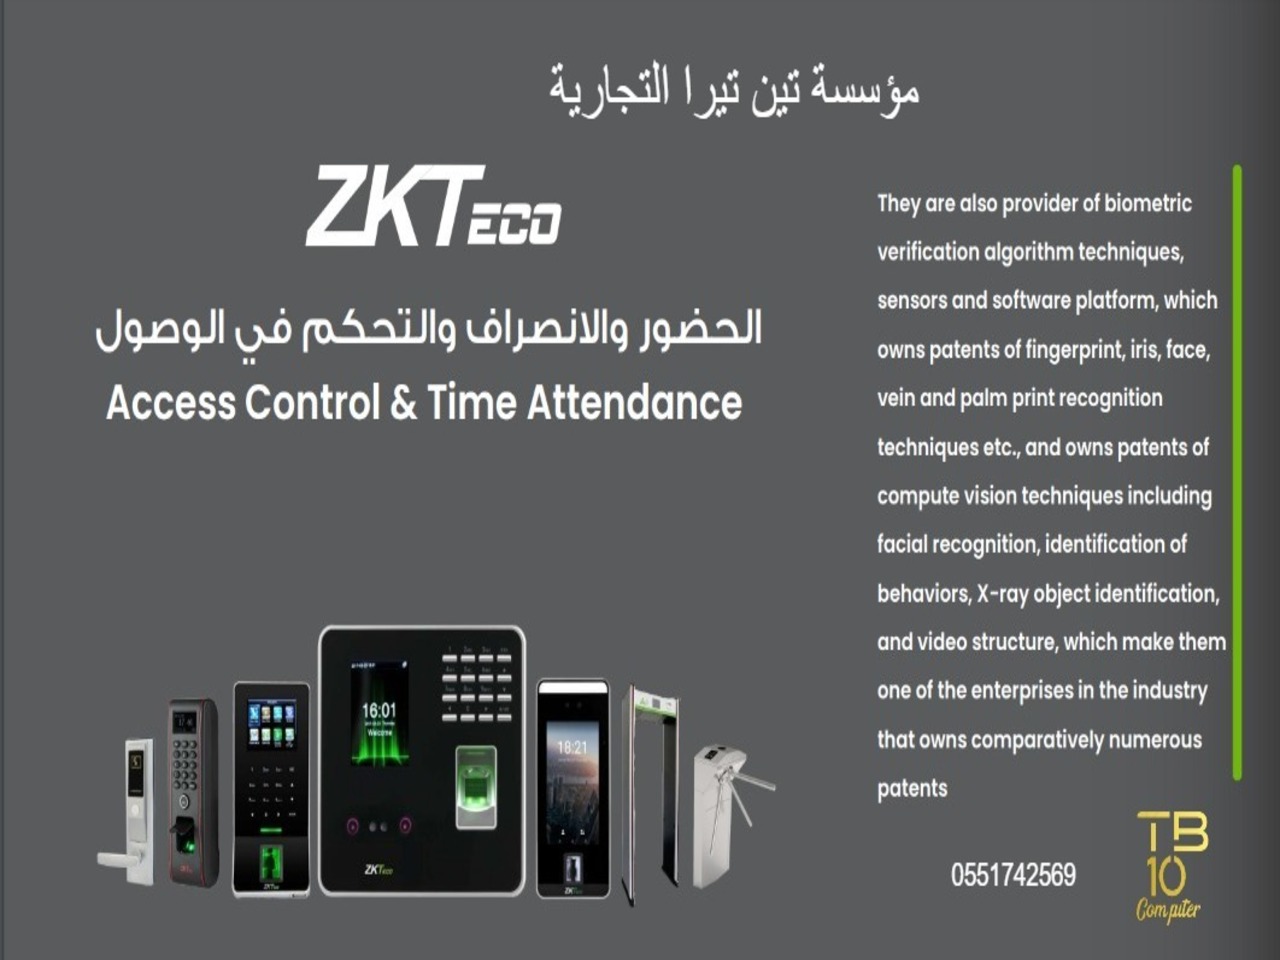 مؤسسة تين تيرا التجارية
ZKTECO
الحضور والانصراف والتحكم في الوصول
Access Control & Time Attendance
They are also provider of biometric
verification algorithm techniques,
sensors and software platform, which
owns patents of fingerprint, iris, face,
vein and palm print recognition
techniques etc., and owns patents of
compute vision techniques including
facial recognition, identification of
behaviors, X-ray object identification,
and video structure, which make them
one of the enterprises in the industry
that owns comparatively numerous
patents
16:01
Welcome
ZKTeco
18:21
ZKTeco
ZKTeco
0551742569
TB
10
Computer